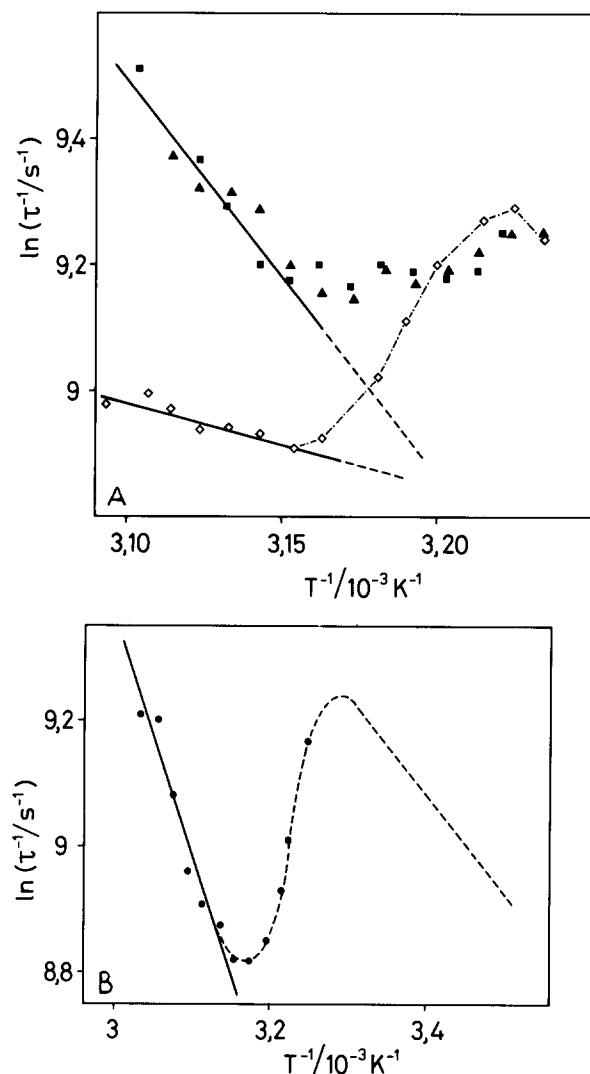 ln (τ⁻¹/s⁻¹)
9,4
9,2
9
A
3,10
3,15
3,20
T⁻¹/10⁻³ K⁻¹
ln (τ⁻¹/s⁻¹)
9,2
9
8,8
B
3
3,2
3,4
T⁻¹/10⁻³ K⁻¹